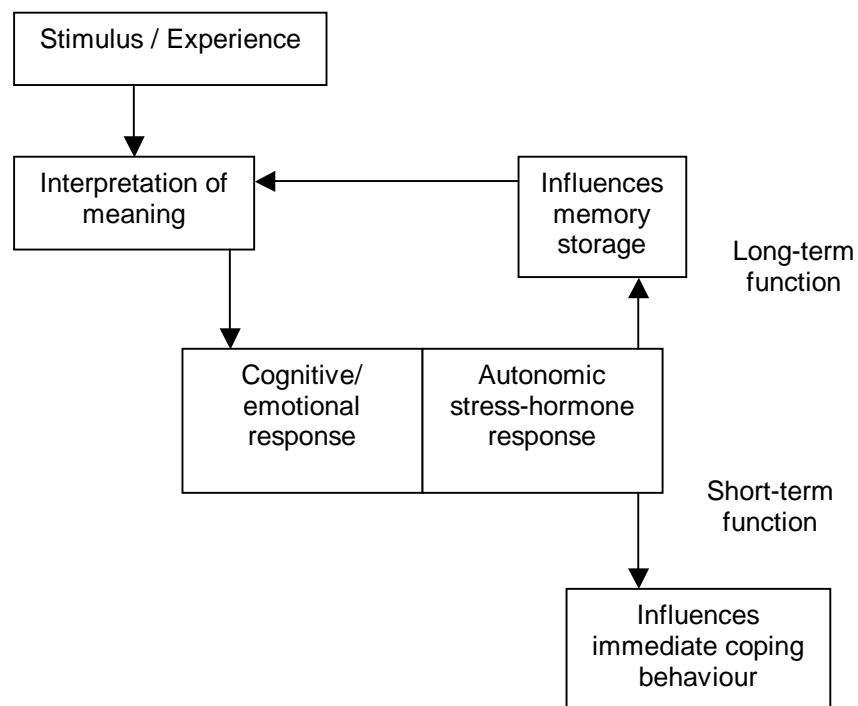 Stimulus / Experience
Interpretation of
meaning
Influences
memory
storage
Long-term
function
Cognitive/
emotional
response
Autonomic
stress-hormone
response
Short-term
function
Influences
immediate coping
behaviour